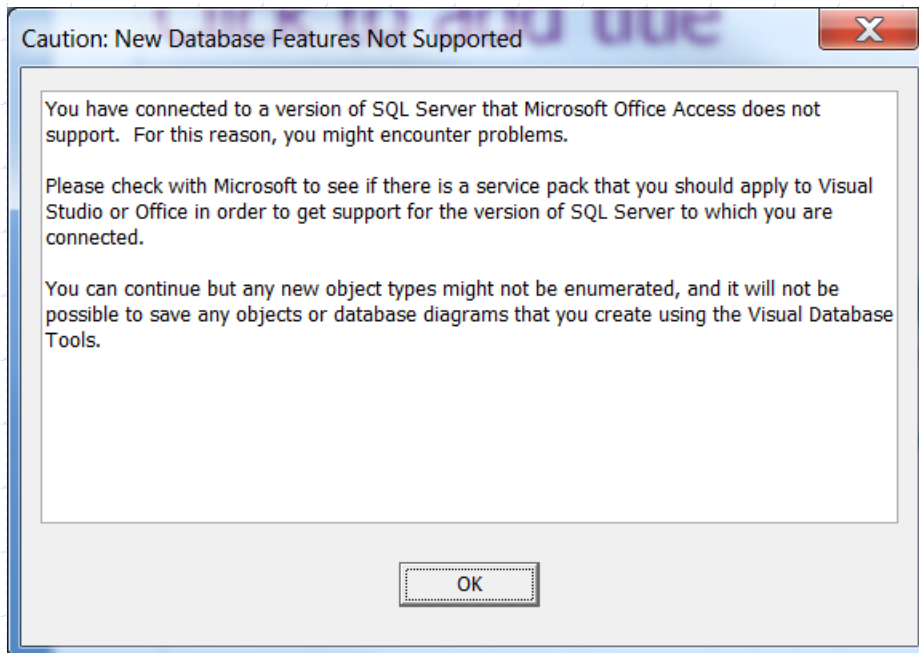 Click to add title
Caution: New Database Features Not Supported
You have connected to a version of SQL Server that Microsoft Office Access does not
support.  For this reason, you might encounter problems.
Please check with Microsoft to see if there is a service pack that you should apply to Visual
Studio or Office in order to get support for the version of SQL Server to which you are
connected.
You can continue but any new object types might not be enumerated, and it will not be
possible to save any objects or database diagrams that you create using the Visual Database
Tools.
OK